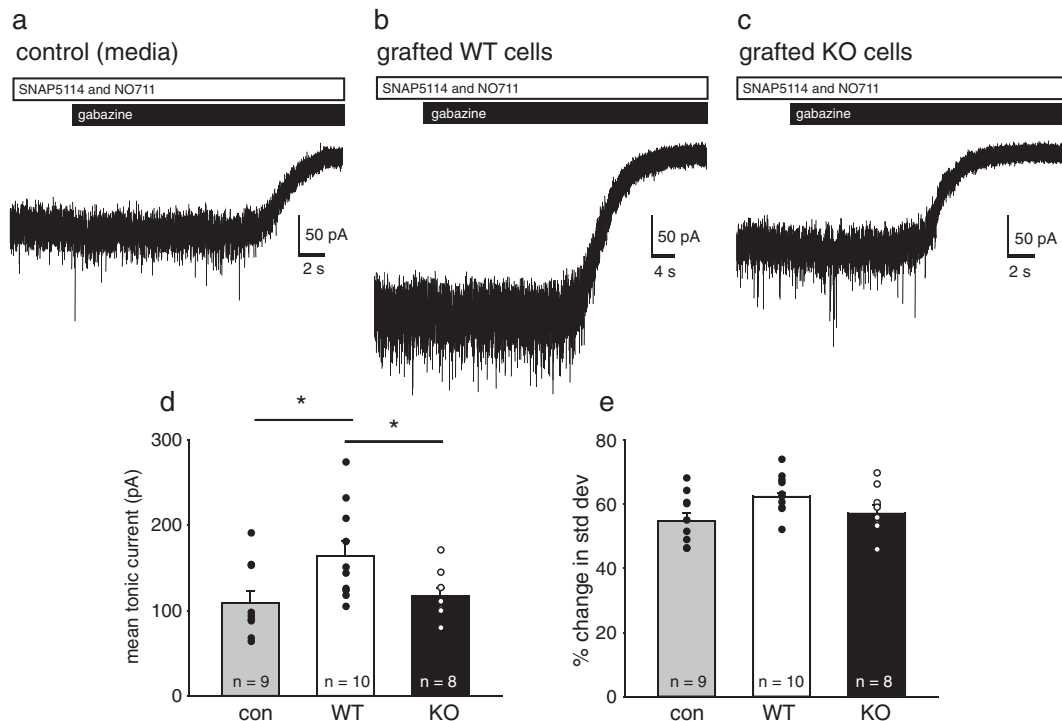 a
control (media)
SNAP5114 and NO711
gabazine
50 pA
2 s
b
grafted WT cells
SNAP5114 and NO711
gabazine
50 pA
4 s
c
grafted KO cells
SNAP5114 and NO711
gabazine
50 pA
2 s
d
*
*
mean tonic current (pA)
300
200
100
0
n = 9
n = 10
n = 8
con
WT
KO
e
% change in std dev
80
60
40
20
0
n = 9
n = 10
n = 8
con
WT
KO